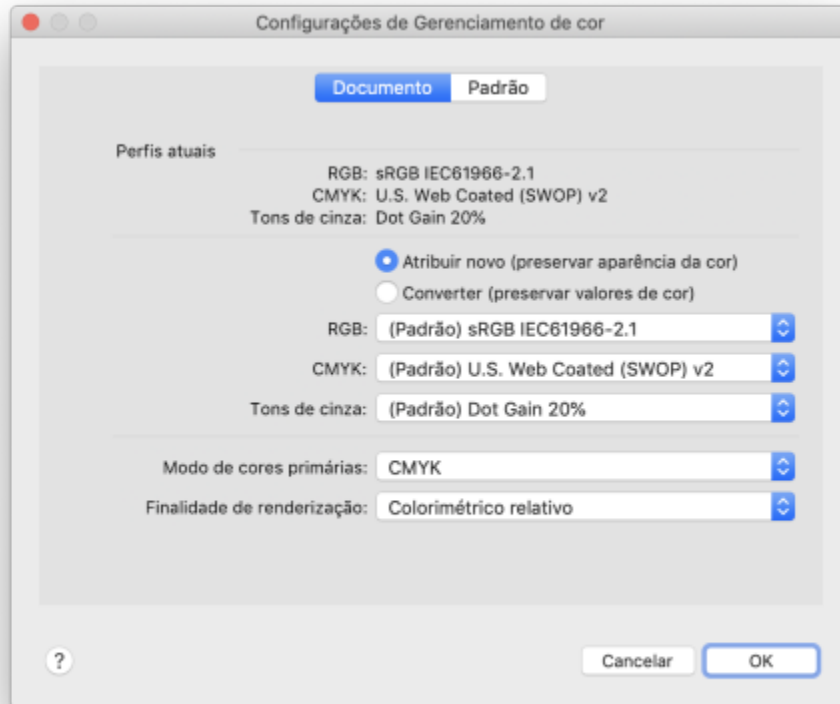 Configurações de Gerenciamento de cor
Documento Padrão
Perfis atuais
RGB: sRGB IEC61966-2.1
CMYK: U.S. Web Coated (SWOP) v2
Tons de cinza: Dot Gain 20%
Atribuir novo (preservar aparência da cor)
Converter (preservar valores de cor)
RGB: (Padrão) sRGB IEC61966-2.1
CMYK: (Padrão) U.S. Web Coated (SWOP) v2
Tons de cinza: (Padrão) Dot Gain 20%
Modo de cores primárias: CMYK
Finalidade de renderização: Colorimétrico relativo
? Cancelar OK